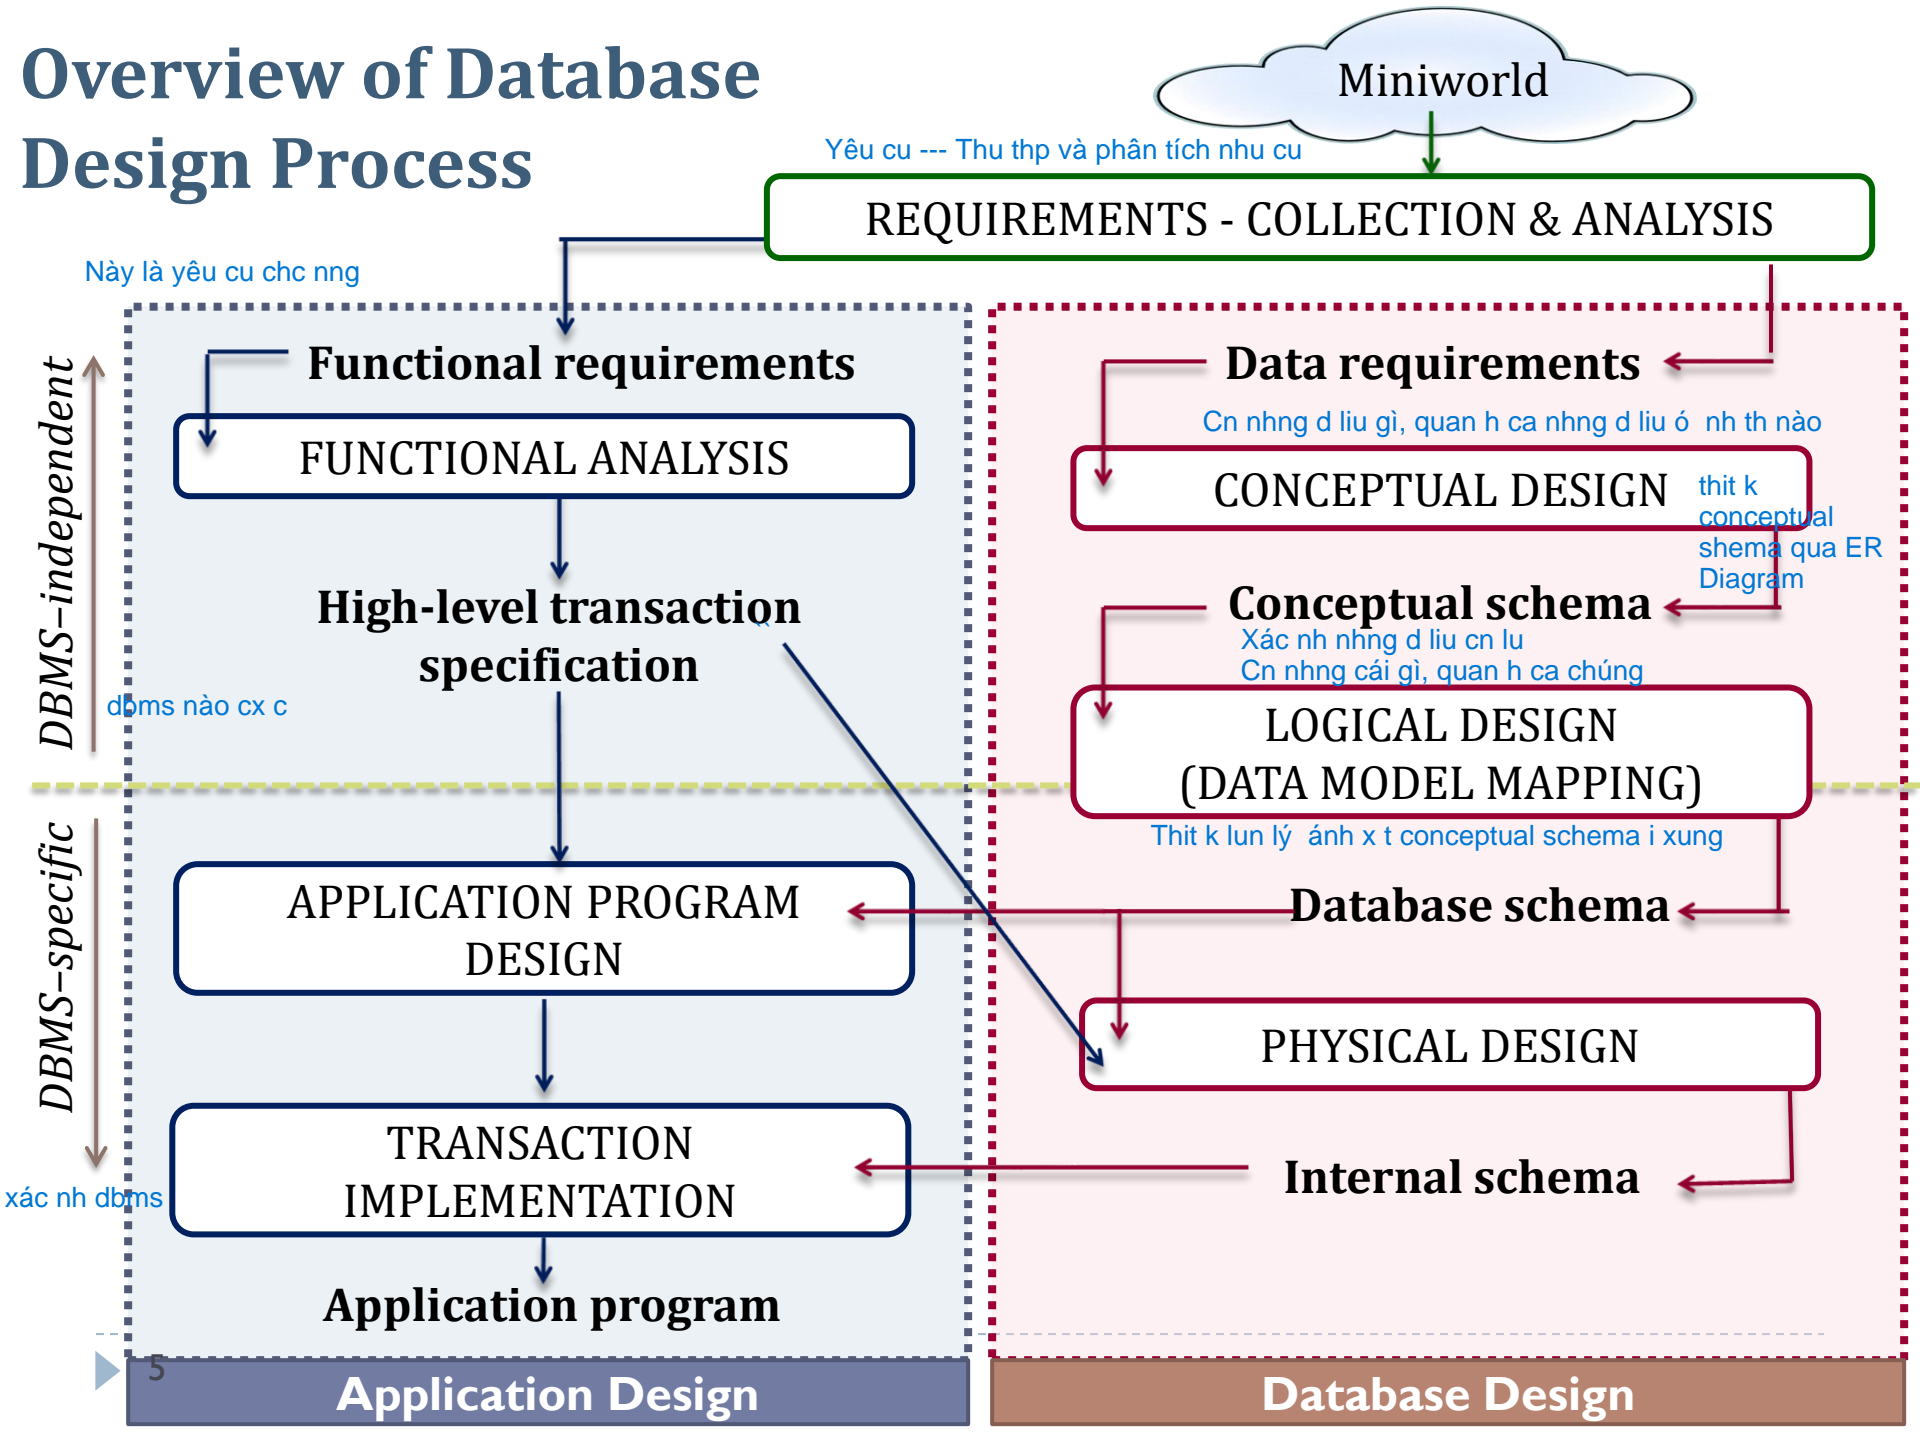 Overview of Database
Design Process
Miniworld
Yêu cu --- Thu thp và phân tích nhu cu
REQUIREMENTS - COLLECTION & ANALYSIS
Này là yêu cu chc nng
Functional requirements
FUNCTIONAL ANALYSIS
High-level transaction
specification
``
DBMS–independent
dbms nào cx c
DBMS–specific
xác nh dbms
APPLICATION PROGRAM
DESIGN
TRANSACTION
IMPLEMENTATION
Application program
Data requirements
Cn nhng d liu gì, quan h ca nhng d liu ó  nh th nào
CONCEPTUAL DESIGN
thit k
conceptual
shema qua ER
Diagram
Conceptual schema
Xác nh nhng d liu cn lu
Cn nhng cái gì, quan h ca chúng
LOGICAL DESIGN
(DATA MODEL MAPPING)
Thit k lun lý  ánh x t conceptual schema i xung
Database schema
PHYSICAL DESIGN
Internal schema
5
Application Design
Database Design